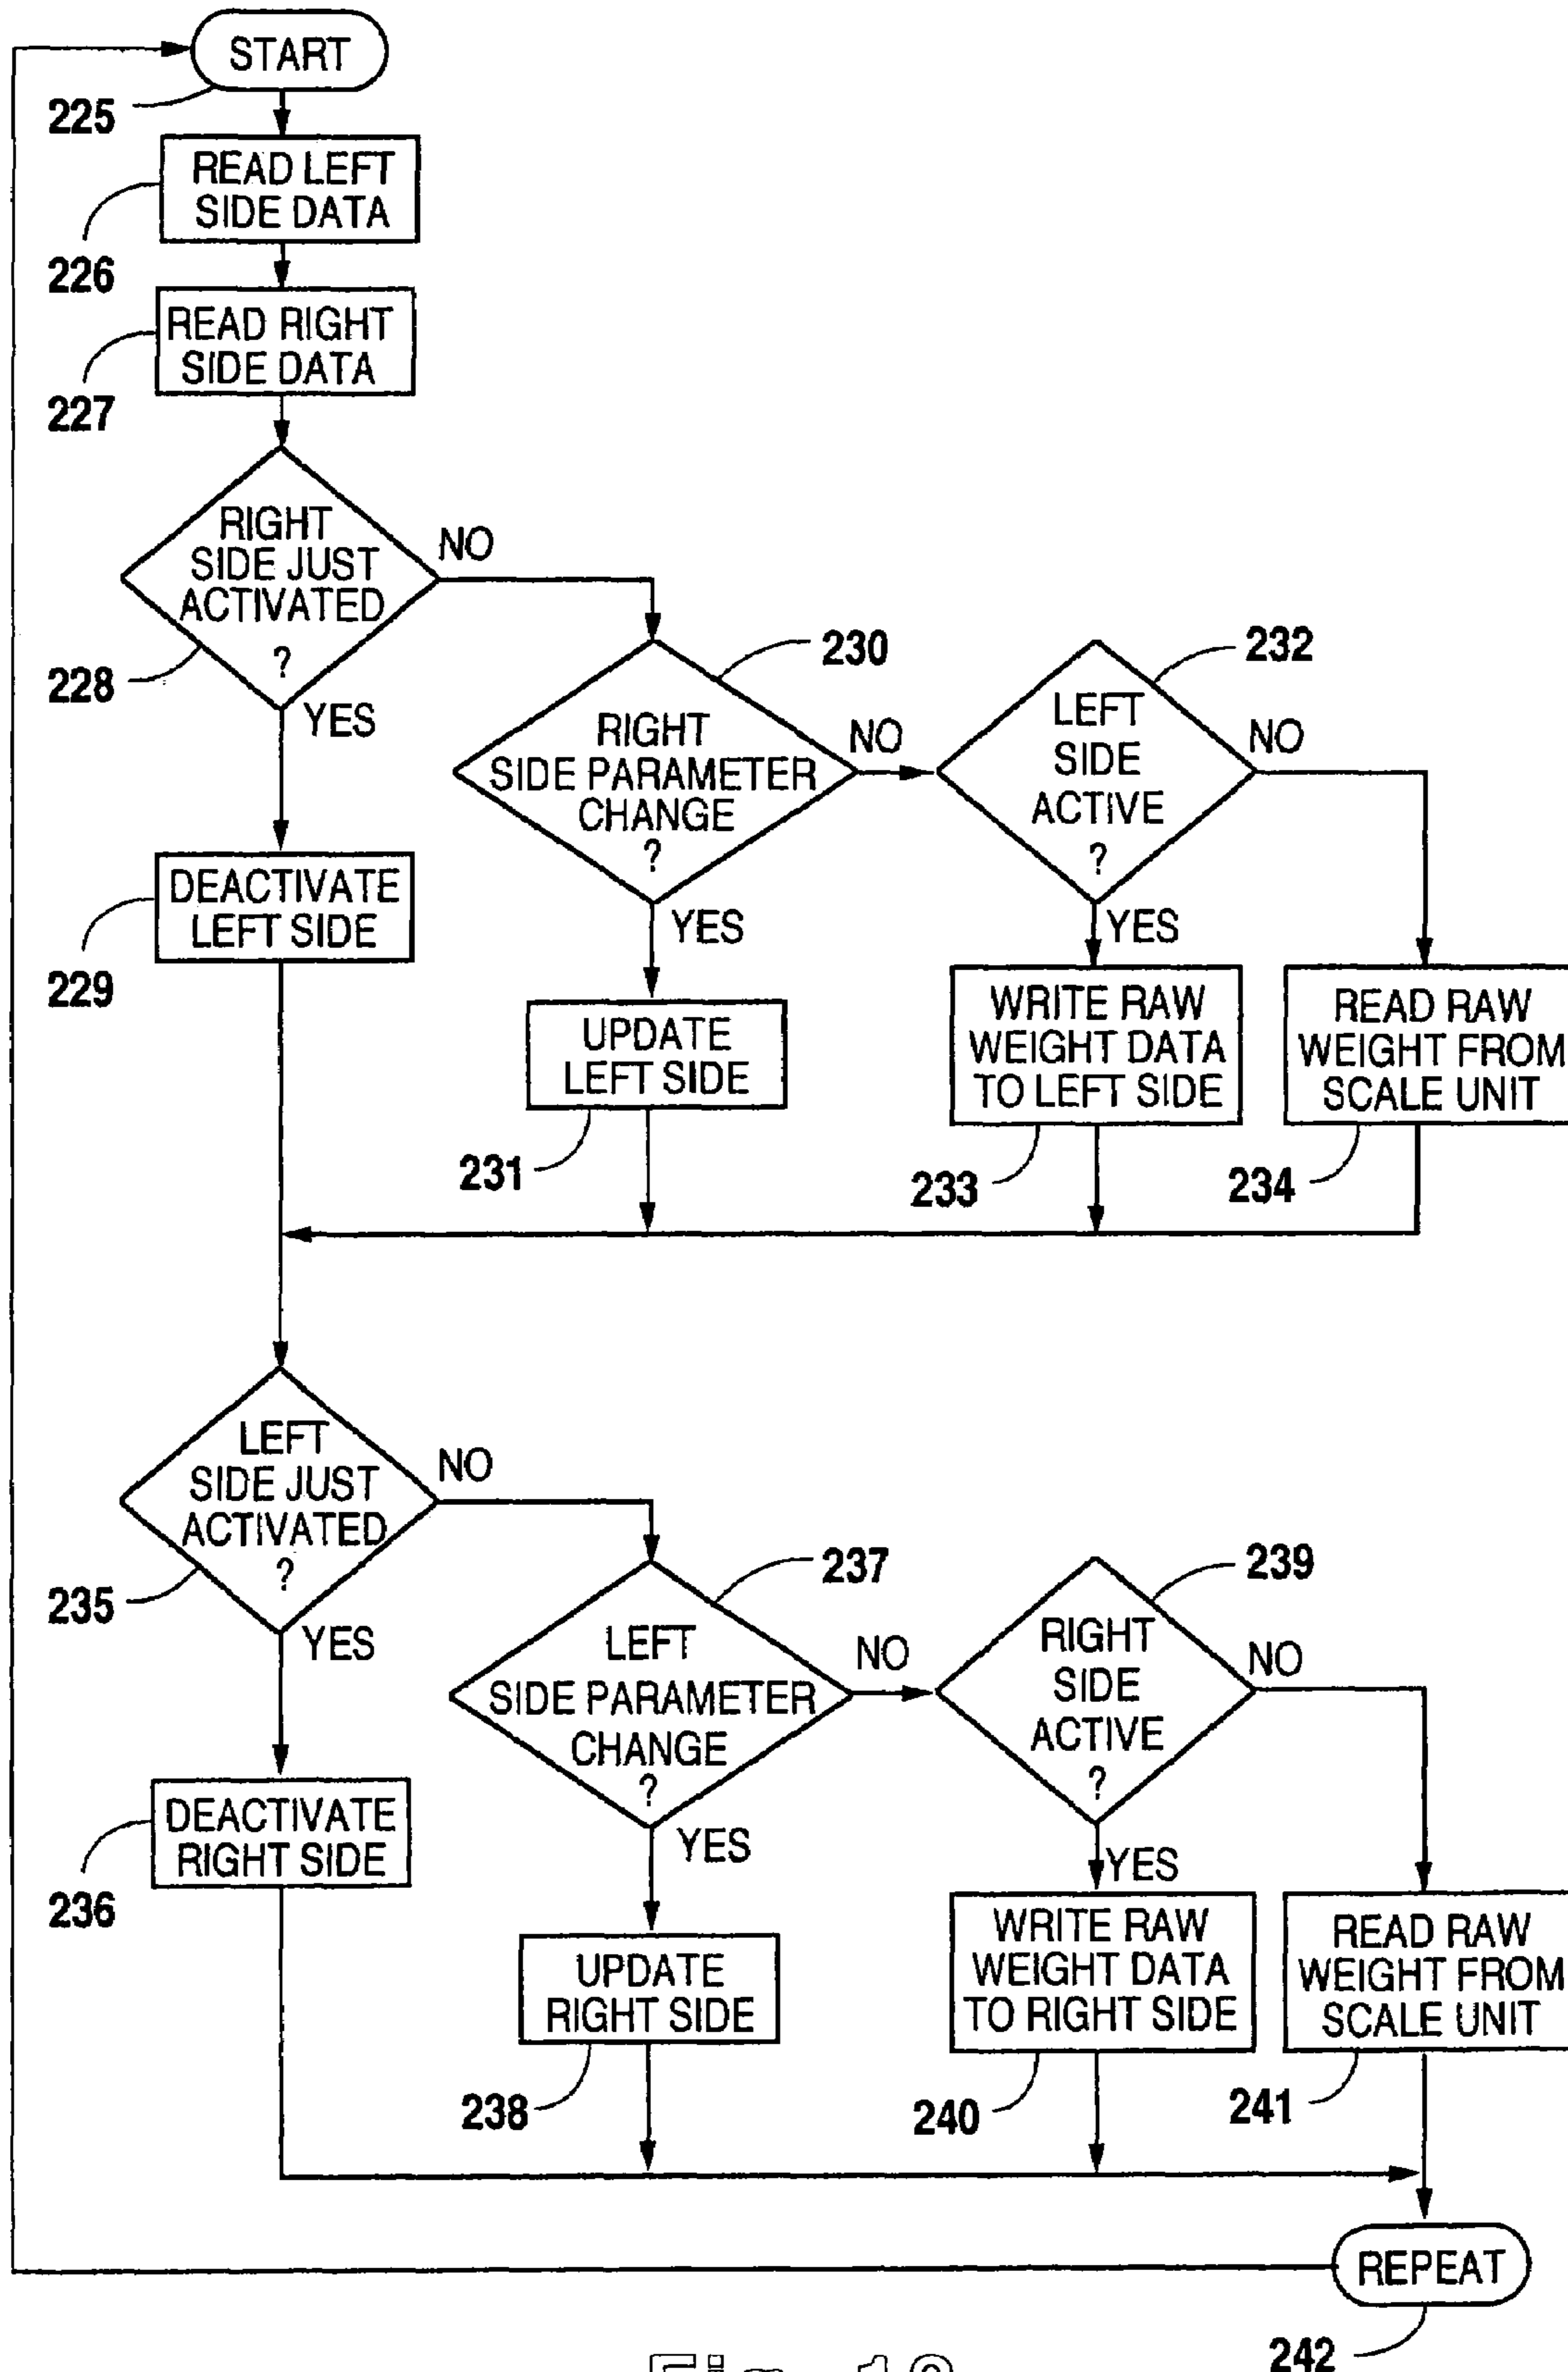 START
225
READ LEFT
SIDE DATA
226
READ RIGHT
SIDE DATA
227
RIGHT
SIDE JUST
ACTIVATED
?
NO
228
YES
230
RIGHT
SIDE PARAMETER
CHANGE
?
NO
YES
232
LEFT
SIDE
ACTIVE
?
NO
YES
DEACTIVATE
LEFT SIDE
229
UPDATE
LEFT SIDE
231
WRITE RAW
WEIGHT DATA
TO LEFT SIDE
233
READ RAW
WEIGHT FROM
SCALE UNIT
234
LEFT
SIDE JUST
ACTIVATED
?
NO
235
YES
237
LEFT
SIDE PARAMETER
CHANGE
?
NO
YES
239
RIGHT
SIDE
ACTIVE
?
NO
YES
DEACTIVATE
RIGHT SIDE
236
UPDATE
RIGHT SIDE
238
WRITE RAW
WEIGHT DATA
TO RIGHT SIDE
240
READ RAW
WEIGHT FROM
SCALE UNIT
241
REPEAT
242